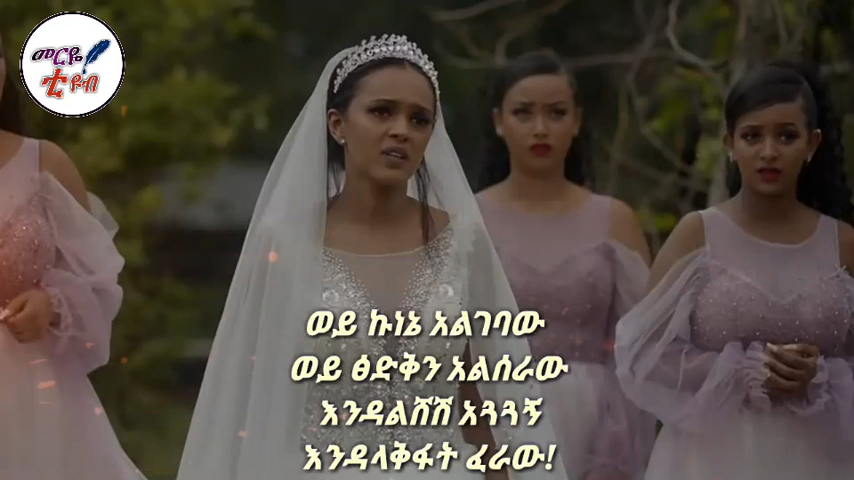 መርዬ
ቲዩብ
ወይ ኩነኔ አልገባው
ወይ ፅድቅን አልሰራው
እንዳልሸሽ አጓጓኝ
እንዳላቅፋት ፈራው!